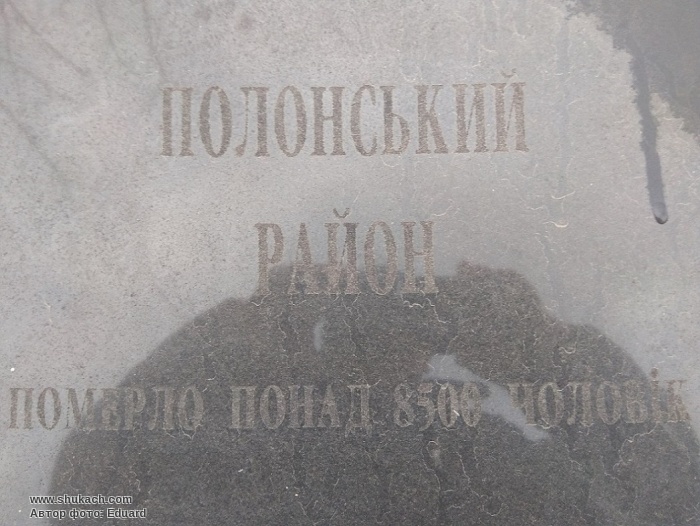 ПОЛОНСЬКИЙ
РАЙОН
ПОМЕРЛО ПОНАД 8500 ЧОЛОВІК
www.shukach.com
Автор фото: Eduard